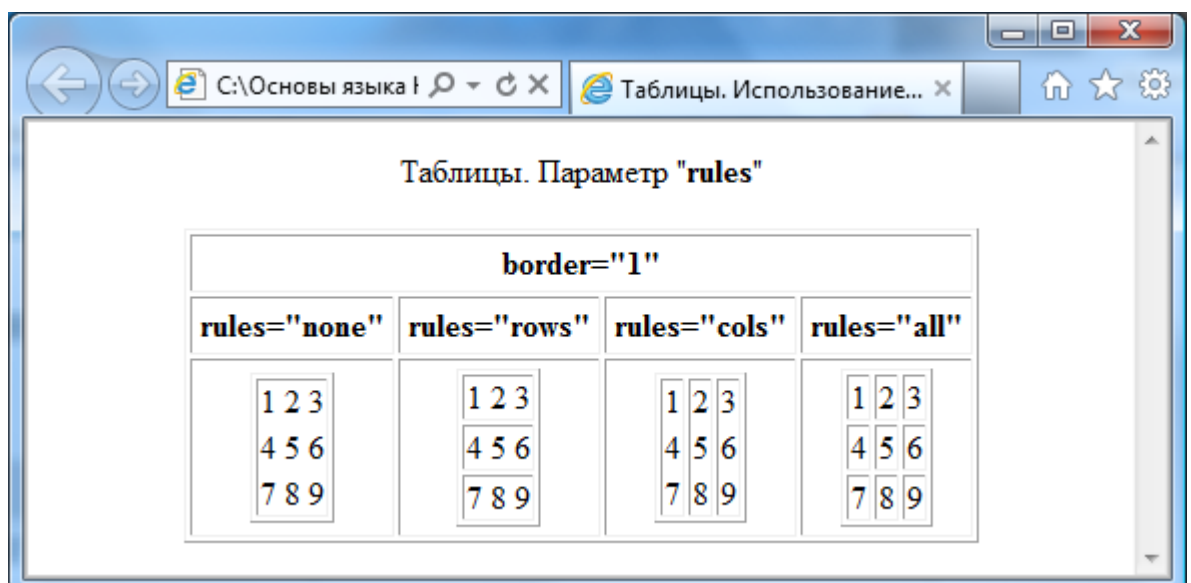 C:\Основы языка
Таблицы. Использование...
Таблицы. Параметр "rules"
border="1"
rules="none" rules="rows" rules="cols" rules="all"
1 2 3 1 2 3 1 2 3 1 2 3
4 5 6 4 5 6 4 5 6 4 5 6
7 8 9 7 8 9 7 8 9 7 8 9